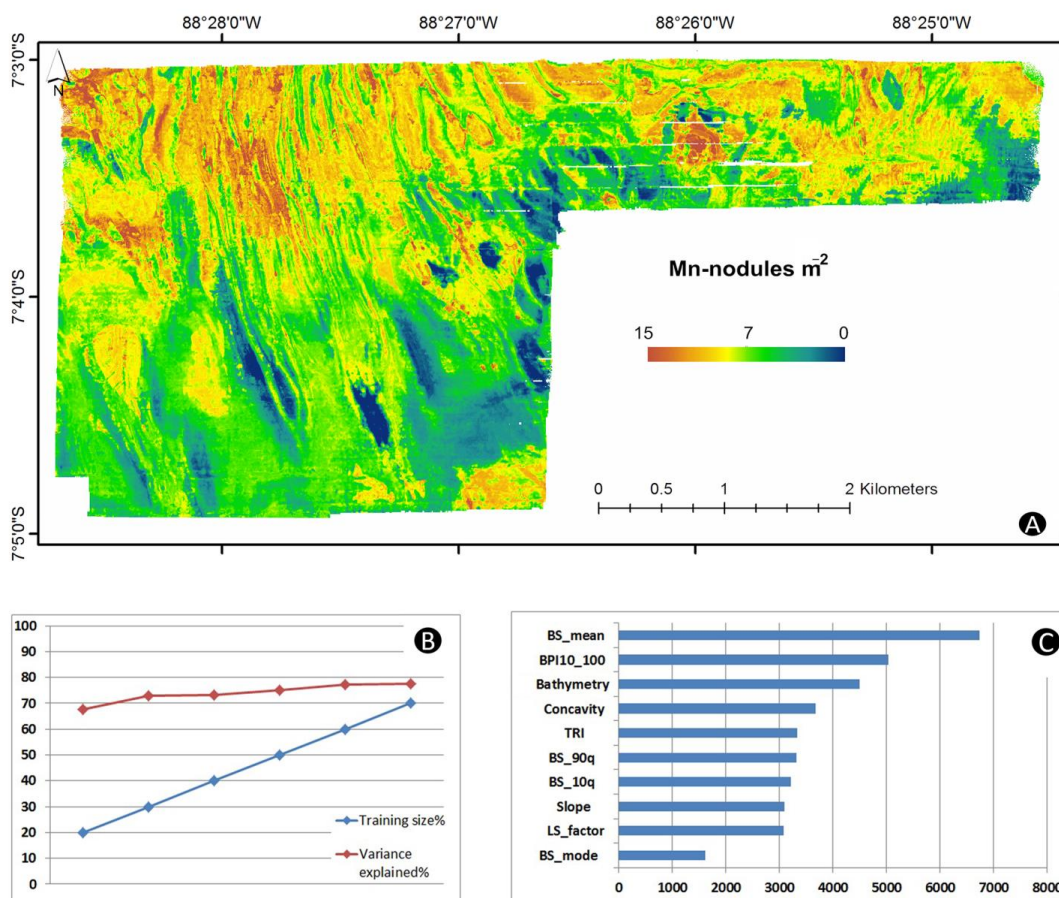 88°28'0"W 88°27'0"W 88°26'0"W 88°25'0"W
7°3'0"S
N
Mn-nodules m⁻²
15 7 0
7°4'0"S
0 0.5 1 2 Kilometers
7°5'0"S
A
B
100
90
80
70
60
50
40
30
20
10
0
Training size%
Variance
explained%
C
BS_mean
BPI10_100
Bathymetry
Concavity
TRI
BS_90q
BS_10q
Slope
LS_factor
BS_mode
0 1000 2000 3000 4000 5000 6000 7000 8000